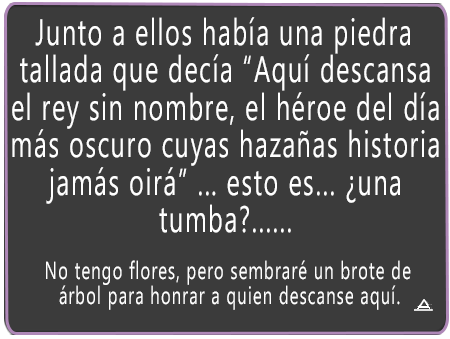 Junto a ellos había una piedra
tallada que decía “Aquí descansa
el rey sin nombre, el héroe del día
más oscuro cuyas hazañas historia
jamás oirá” ... esto es... ¿una
tumba?......
No tengo flores, pero sembraré un brote de
árbol para honrar a quien descanse aquí.